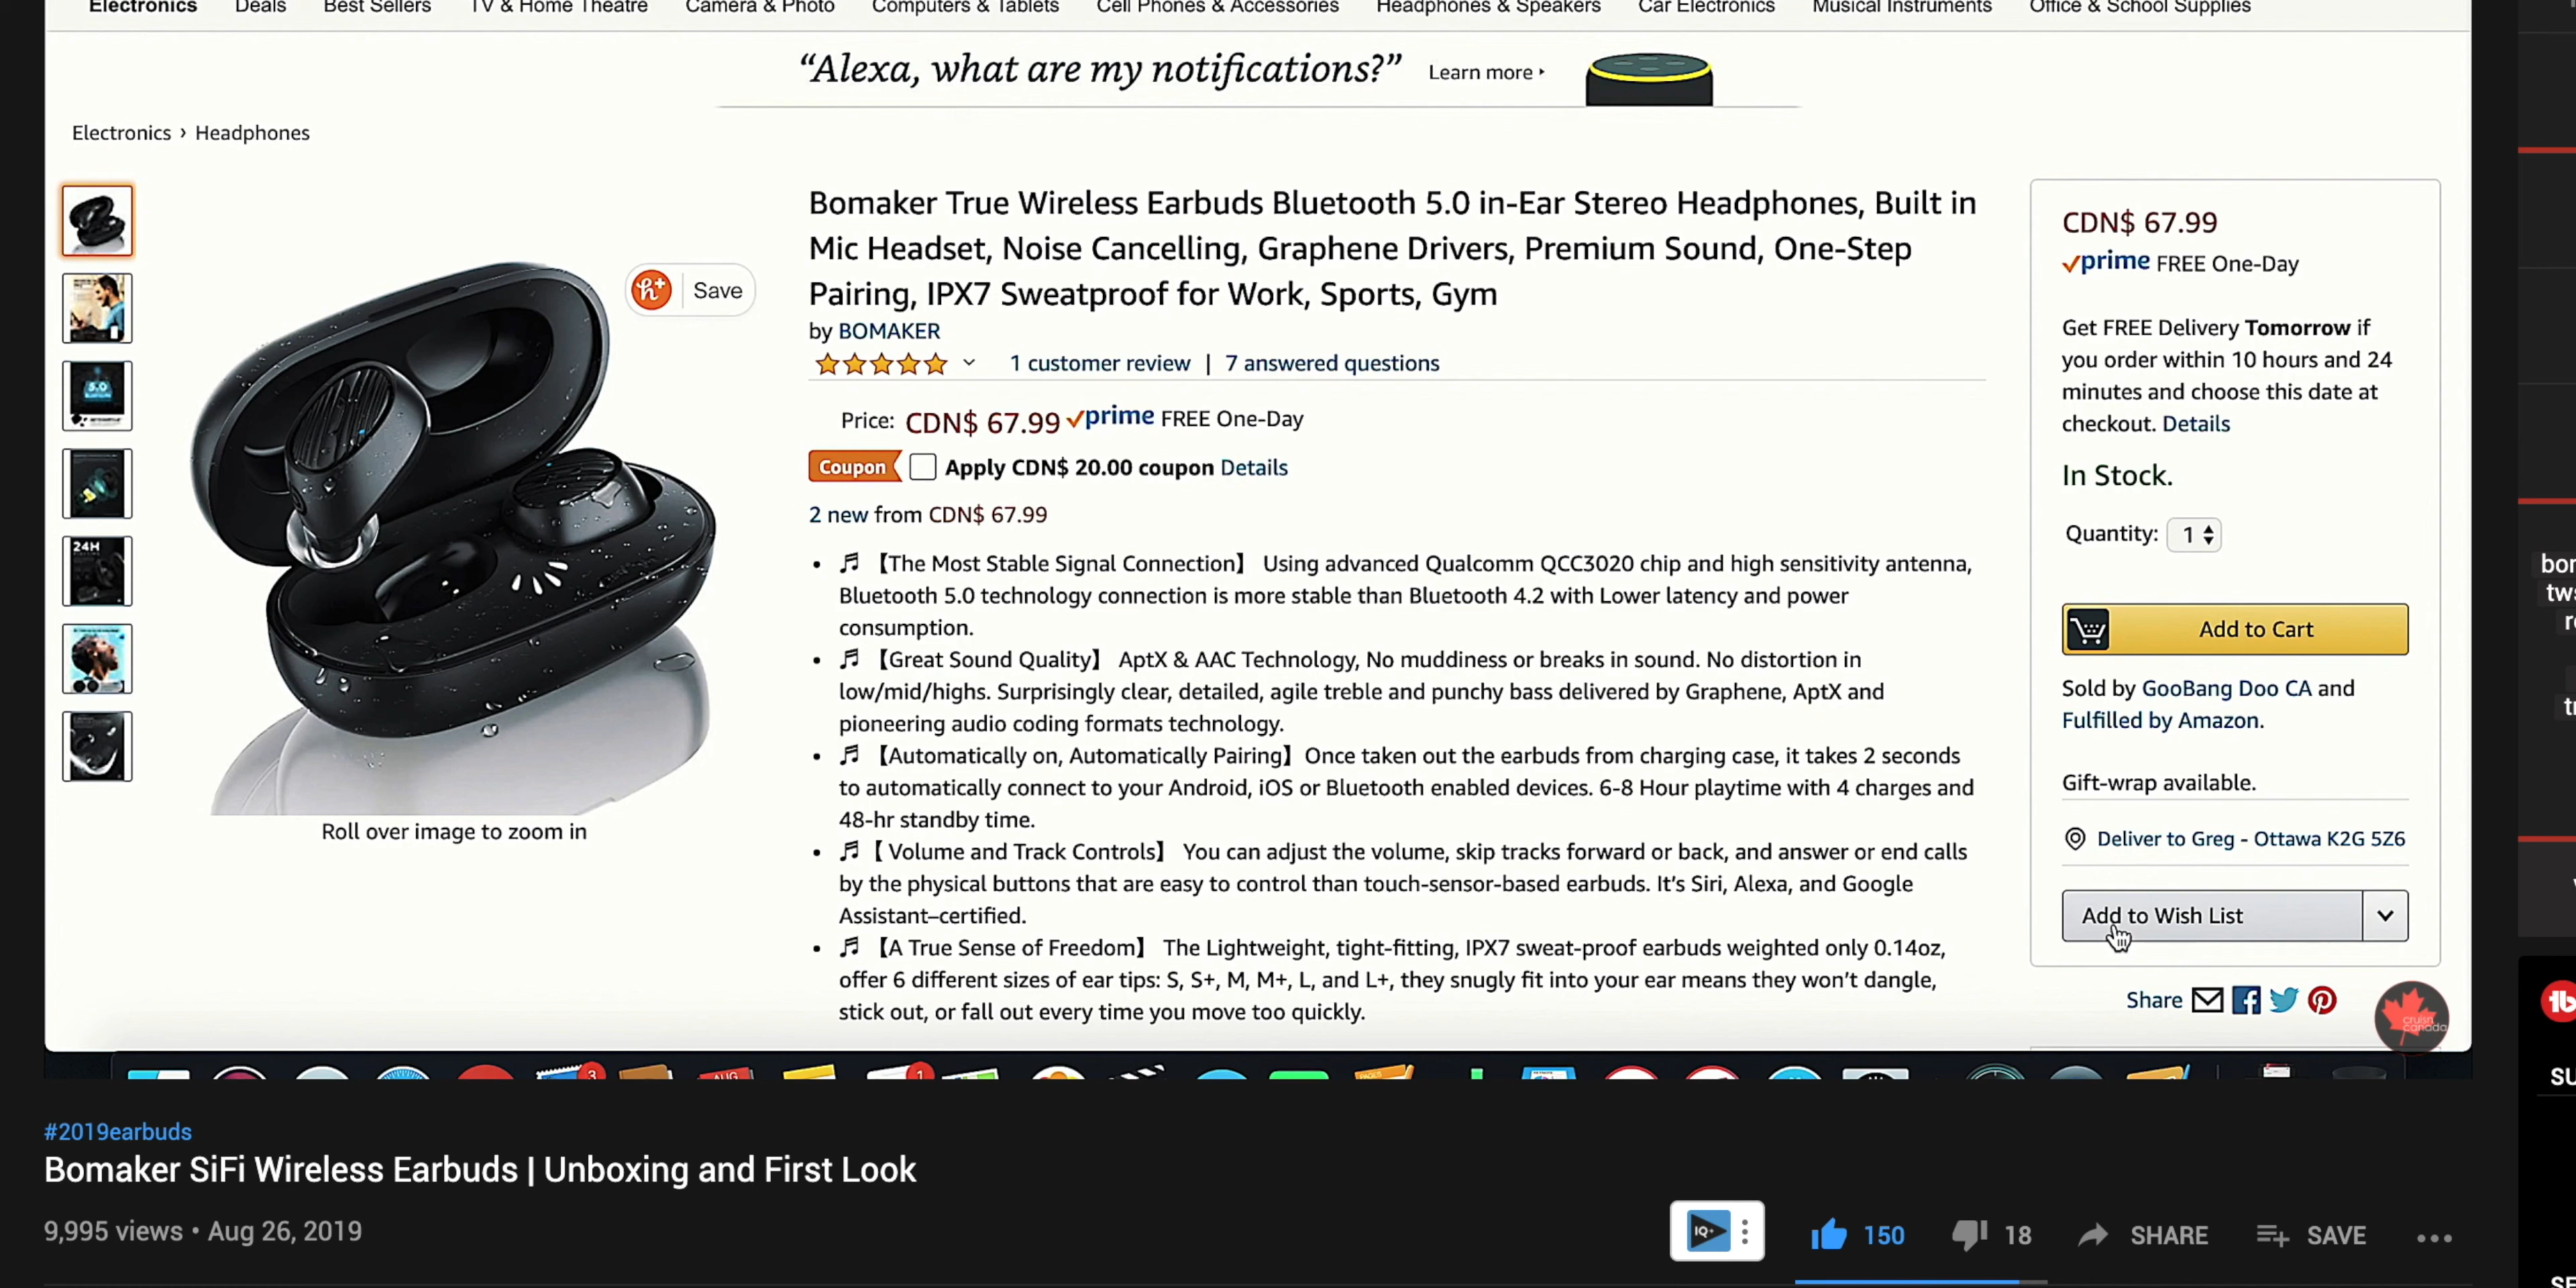 Electronics Deals Best Sellers TV & Home Theatre Camera & Photo Computers & Tablets Cell Phones & Accessories Headphones & Speakers Car Electronics Musical Instruments Office & School Supplies
“Alexa, what are my notifications?” Learn more ▸
Electronics › Headphones
Save
5.0
24H
Roll over image to zoom in
Bomaker True Wireless Earbuds Bluetooth 5.0 in-Ear Stereo Headphones, Built in
Mic Headset, Noise Cancelling, Graphene Drivers, Premium Sound, One-Step
Pairing, IPX7 Sweatproof for Work, Sports, Gym
by BOMAKER
1 customer review | 7 answered questions
Price: CDN$ 67.99 prime FREE One-Day
Coupon Apply CDN$ 20.00 coupon Details
2 new from CDN$ 67.99
• ♬ 【The Most Stable Signal Connection】 Using advanced Qualcomm QCC3020 chip and high sensitivity antenna,
Bluetooth 5.0 technology connection is more stable than Bluetooth 4.2 with Lower latency and power
consumption.
• ♬ 【Great Sound Quality】 AptX & AAC Technology, No muddiness or breaks in sound. No distortion in
low/mid/highs. Surprisingly clear, detailed, agile treble and punchy bass delivered by Graphene, AptX and
pioneering audio coding formats technology.
• ♬ 【Automatically on, Automatically Pairing】Once taken out the earbuds from charging case, it takes 2 seconds
to automatically connect to your Android, iOS or Bluetooth enabled devices. 6-8 Hour playtime with 4 charges and
48-hr standby time.
• ♬ 【 Volume and Track Controls】 You can adjust the volume, skip tracks forward or back, and answer or end calls
by the physical buttons that are easy to control than touch-sensor-based earbuds. It’s Siri, Alexa, and Google
Assistant–certified.
• ♬ 【A True Sense of Freedom】 The Lightweight, tight-fitting, IPX7 sweat-proof earbuds weighted only 0.14oz,
offer 6 different sizes of ear tips: S, S+, M, M+, L, and L+, they snugly fit into your ear means they won’t dangle,
stick out, or fall out every time you move too quickly.
CDN$ 67.99
prime FREE One-Day
Get FREE Delivery Tomorrow if
you order within 10 hours and 24
minutes and choose this date at
checkout. Details
In Stock.
Quantity: 1
Add to Cart
Sold by GooBang Doo CA and
Fulfilled by Amazon.
Gift-wrap available.
Deliver to Greg - Ottawa K2G 5Z6
Add to Wish List
Share
cruisn
canada
3
AUG
1
PAGES
#2019earbuds
Bomaker SiFi Wireless Earbuds | Unboxing and First Look
9,995 views • Aug 26, 2019
IQ+
150
18
SHARE
SAVE